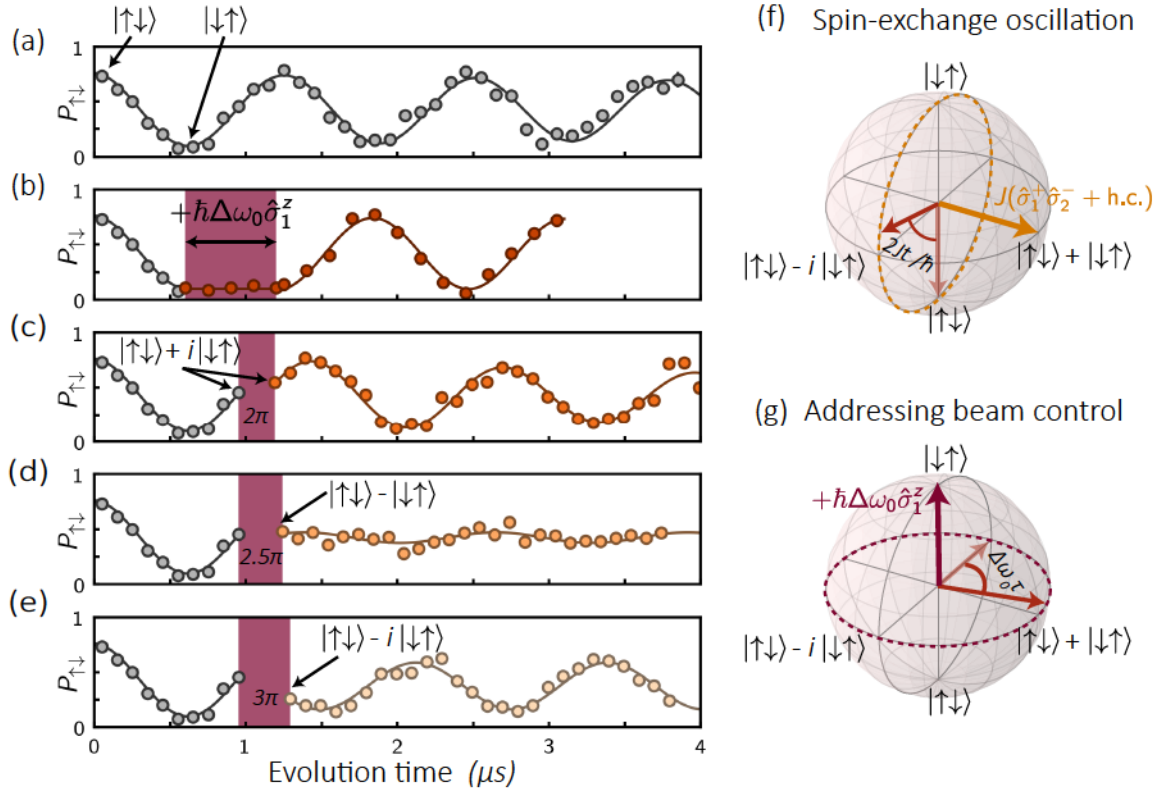 (a)
|↑↓⟩
|↓↑⟩
1
P↑↓
0
(b)
1
+ℏΔω₀σ̂₁ᶻ
P↑↓
0
(c)
1
|↑↓⟩ + i |↓↑⟩
P↑↓
2π
0
(d)
1
|↑↓⟩ - |↓↑⟩
P↑↓
2.5π
0
(e)
1
|↑↓⟩ - i |↓↑⟩
P↑↓
3π
0
0 1 2 3 4
Evolution time (μs)
(f) Spin-exchange oscillation
|↓↑⟩
J(σ̂₁⁺σ̂₂⁻ + h.c.)
2Jt/ℏ
|↑↓⟩ - i |↓↑⟩
|↑↓⟩ + |↓↑⟩
|↑↓⟩
(g) Addressing beam control
|↓↑⟩
+ℏΔω₀σ̂₁ᶻ
Δω₀τ
|↑↓⟩ - i |↓↑⟩
|↑↓⟩ + |↓↑⟩
|↑↓⟩